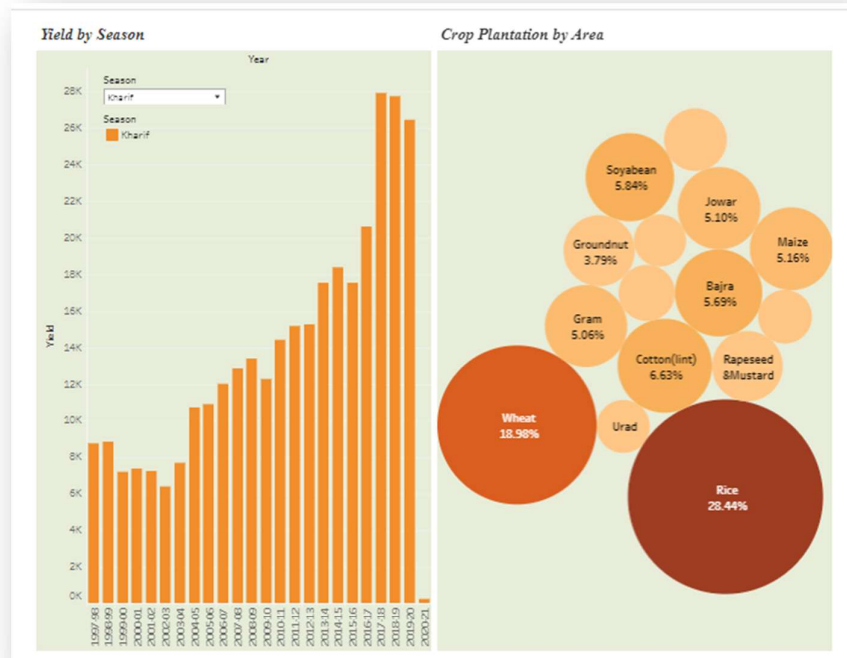 Yield by Season
Crop Plantation by Area
Year
Season
Kharif
Season
Kharif
28K
26K
24K
22K
20K
18K
16K
14K
12K
10K
8K
6K
4K
2K
0K
Yield
1997-98
1998-99
1999-00
2000-01
2001-02
2002-03
2003-04
2004-05
2005-06
2006-07
2007-08
2008-09
2009-10
2010-11
2011-12
2012-13
2013-14
2014-15
2015-16
2016-17
2017-18
2018-19
2019-20
2020-21
Soyabean
5.84%
Jowar
5.10%
Groundnut
3.79%
Maize
5.16%
Bajra
5.69%
Gram
5.06%
Cotton(lint)
6.63%
Rapeseed
&Mustard
Wheat
18.98%
Urad
Rice
28.44%